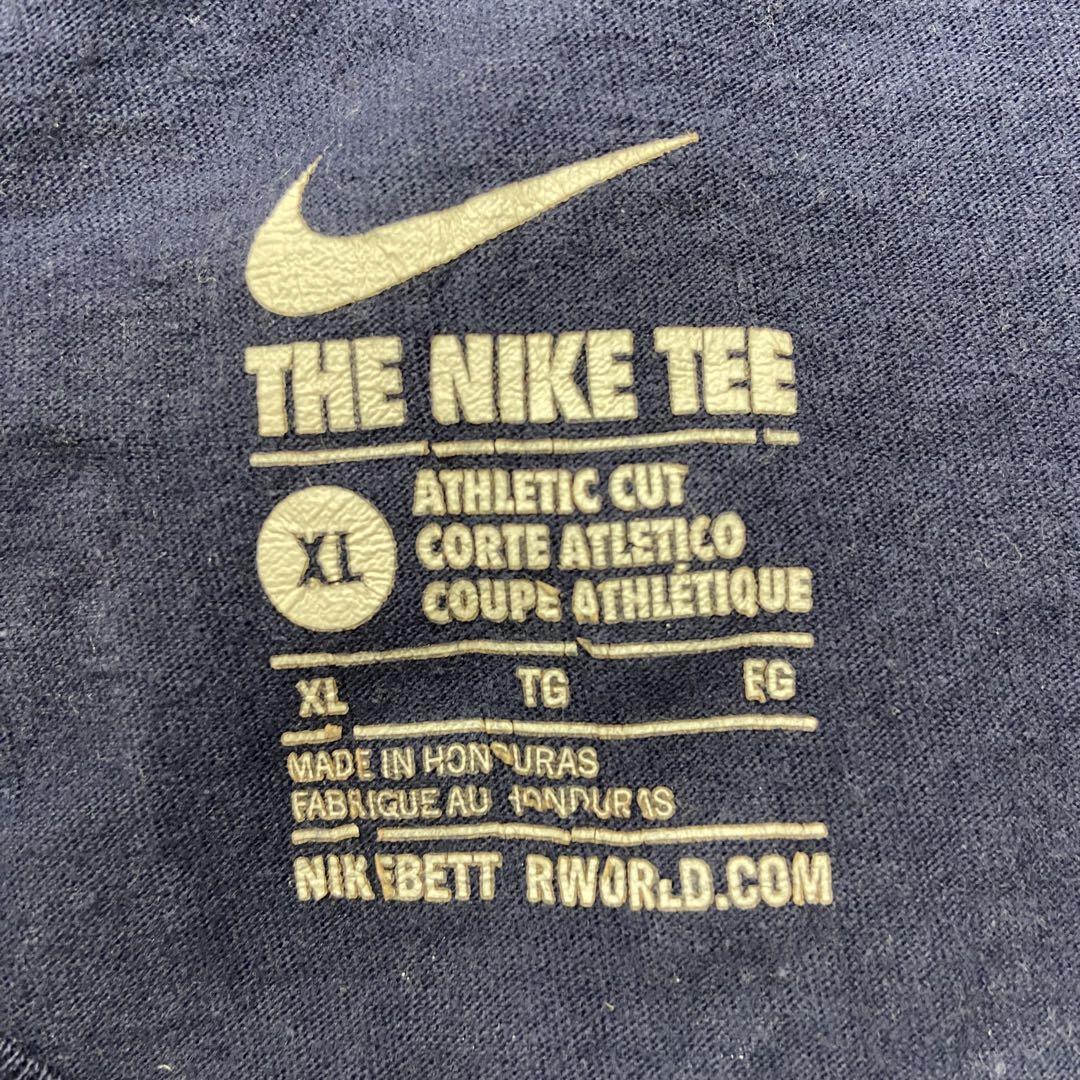 THE NIKE TEE
XL
ATHLETIC CUT
CORTE ATLETICO
COUPE ATHLÉTIQUE
XL TG EG
MADE IN HONDURAS
FABRIQUE AU HONDURAS
NIKEBETTERWORLD.COM